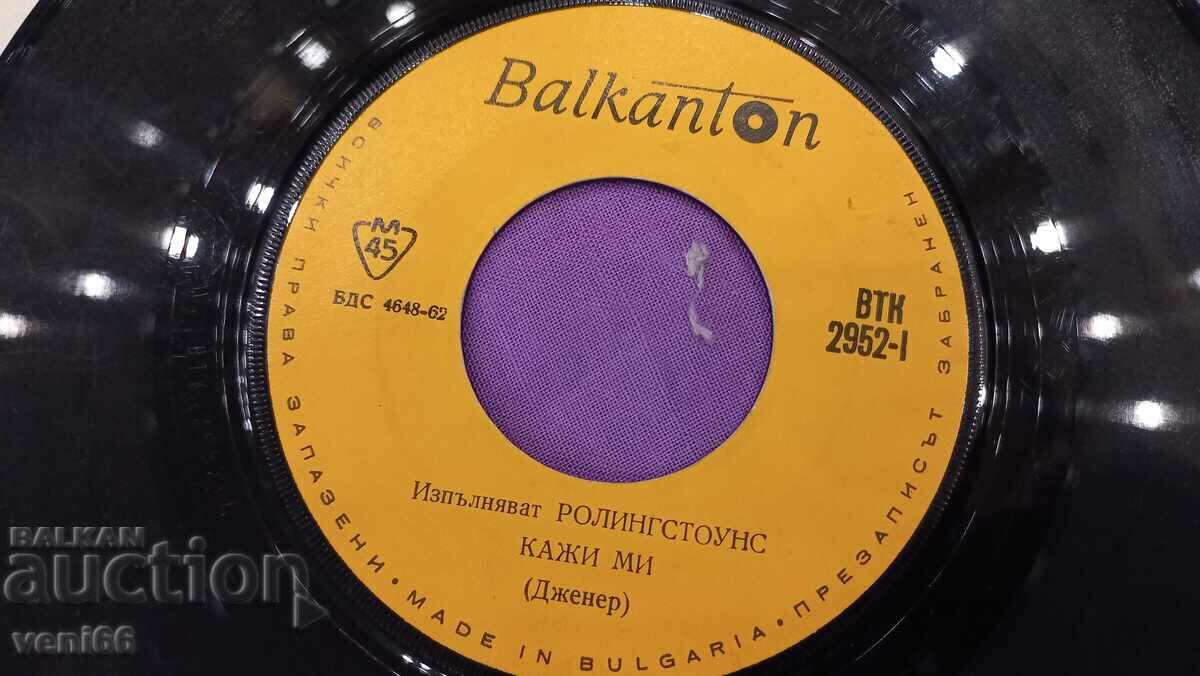 Balkanton
М
45
БДС 4648-62
ВТК
2952-I
Изпълняват РОЛИНГСТОУНС
КАЖИ МИ
(Дженер)
ВСИЧКИ ПРАВА ЗАПАЗЕНИ • MADE IN BULGARIA • ПРЕЗАПИСЪТ ЗАБРАНЕН
BALKAN
auction
veni66